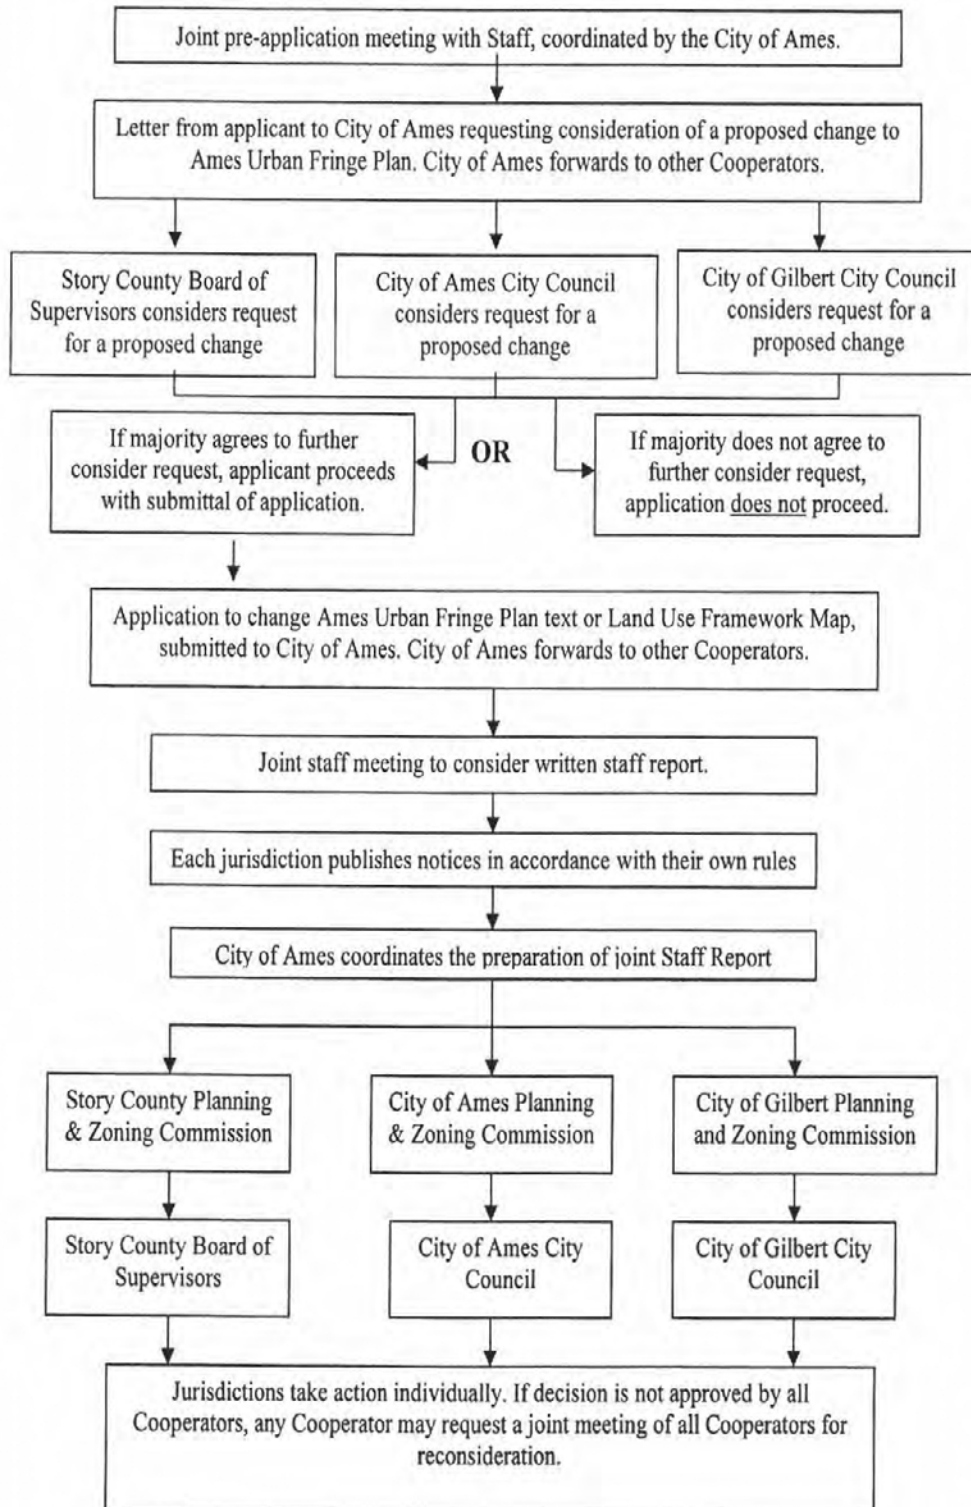 Joint pre-application meeting with Staff, coordinated by the City of Ames.
Letter from applicant to City of Ames requesting consideration of a proposed change to
Ames Urban Fringe Plan. City of Ames forwards to other Cooperators.
Story County Board of
Supervisors considers request
for a proposed change
City of Ames City Council
considers request for a
proposed change
City of Gilbert City Council
considers request for a
proposed change
If majority agrees to further
consider request, applicant proceeds
with submittal of application.
OR
If majority does not agree to
further consider request,
application does not proceed.
Application to change Ames Urban Fringe Plan text or Land Use Framework Map,
submitted to City of Ames. City of Ames forwards to other Cooperators.
Joint staff meeting to consider written staff report.
Each jurisdiction publishes notices in accordance with their own rules
City of Ames coordinates the preparation of joint Staff Report
Story County Planning
& Zoning Commission
City of Ames Planning
& Zoning Commission
City of Gilbert Planning
and Zoning Commission
Story County Board of
Supervisors
City of Ames City
Council
City of Gilbert City
Council
Jurisdictions take action individually. If decision is not approved by all
Cooperators, any Cooperator may request a joint meeting of all Cooperators for
reconsideration.